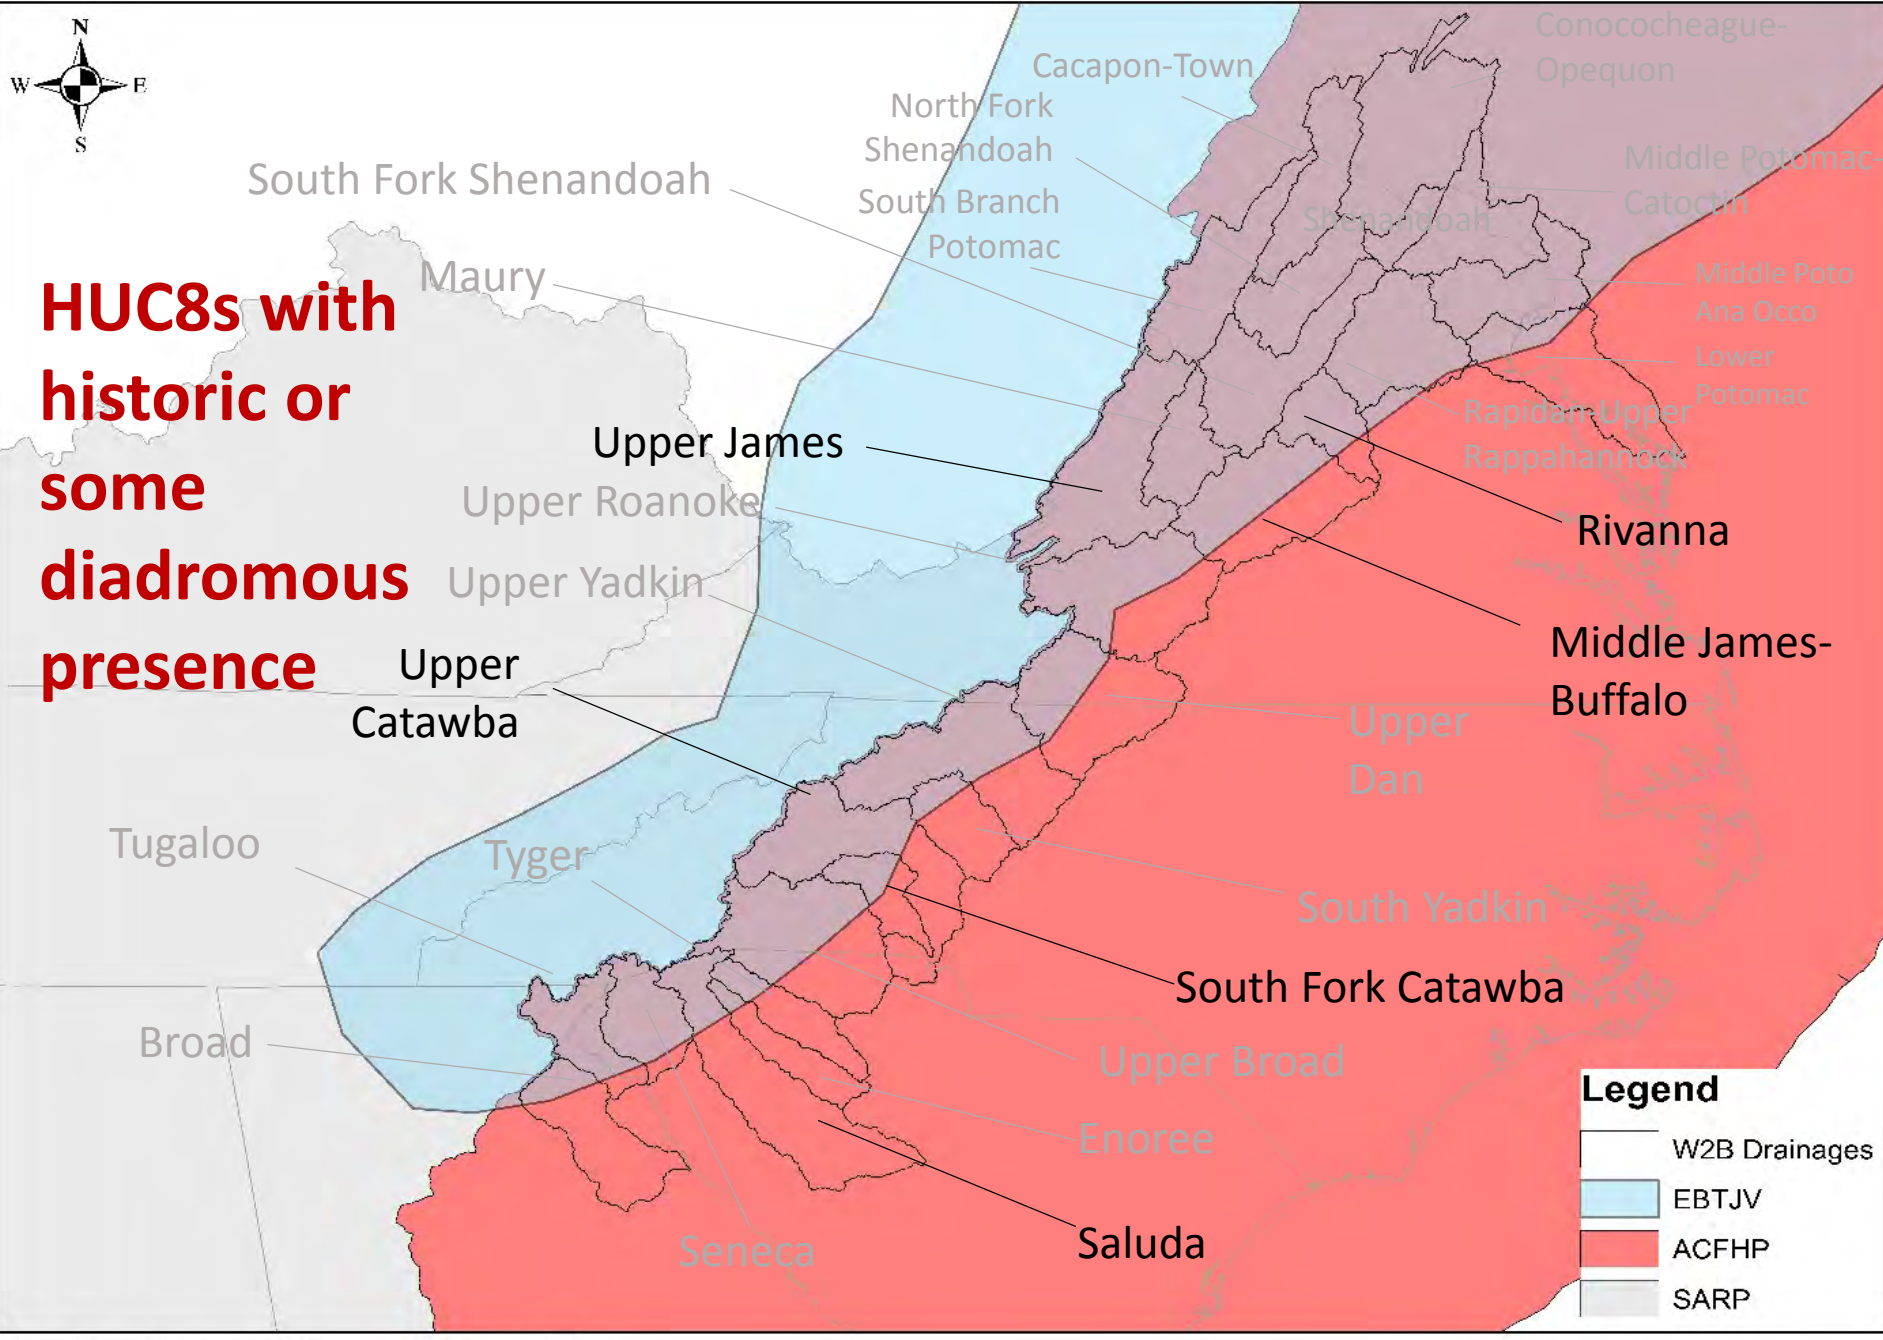 N
W
E
S
Conococheague-
Opequon
Cacapon-Town
North Fork
Shenandoah
South Fork Shenandoah
South Branch
Potomac
Middle Potomac-
Catoctin
Shenandoah
Maury
Middle Poto
Ana Occo
HUC8s with
historic or
some
diadromous
presence
Lower
Potomac
Rapidan-Upper
Rappahannock
Upper James
Upper Roanoke
Rivanna
Upper Yadkin
Middle James-
Buffalo
Upper
Catawba
Upper
Dan
Tugaloo
Tyger
South Yadkin
South Fork Catawba
Broad
Upper Broad
Enoree
Seneca
Saluda
Legend
W2B Drainages
EBTJV
ACFHP
SARP